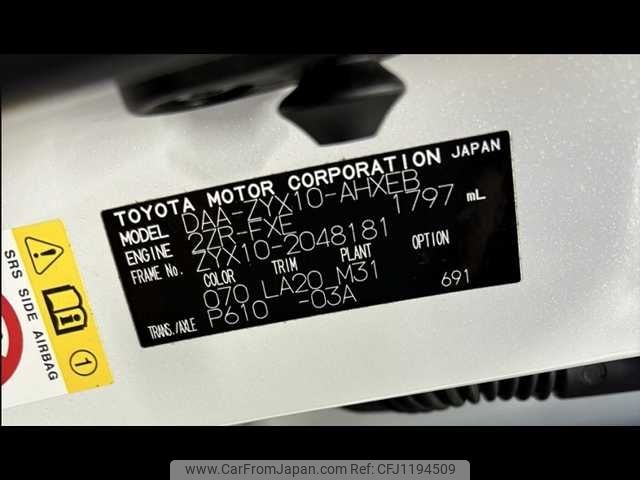 TOYOTA MOTOR CORPORATION JAPAN
MODEL DAA-ZYX10-AHXEB
ENGINE 2ZR-FXE 1797 mL
FRAME No. ZYX10-2048181
COLOR TRIM PLANT OPTION
070 LA20 M31
TRANS./AXLE P610 -03A 691
SRS SIDE AIRBAG
1
www.CarFromJapan.com CFJ1194509